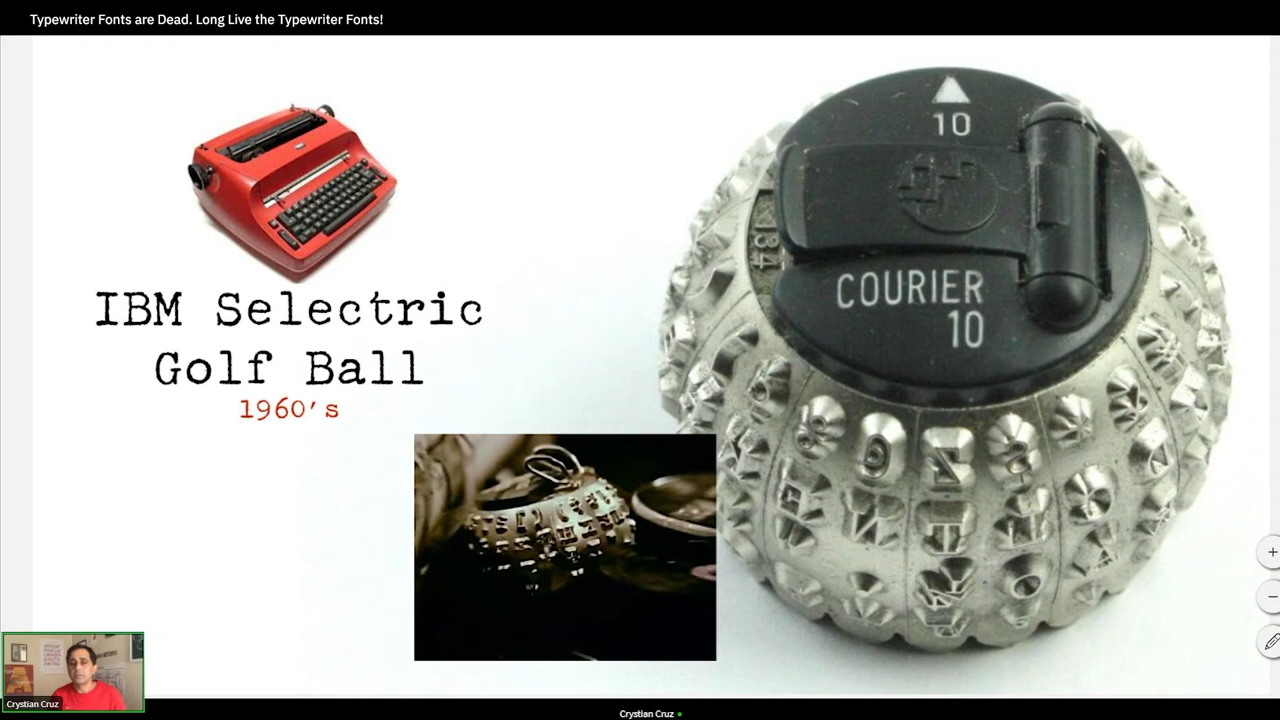 Typewriter Fonts are Dead. Long Live the Typewriter Fonts!
IBM Selectric
Golf Ball
1960's
10
134
COURIER
10
Crystian Cruz
Crystian Cruz